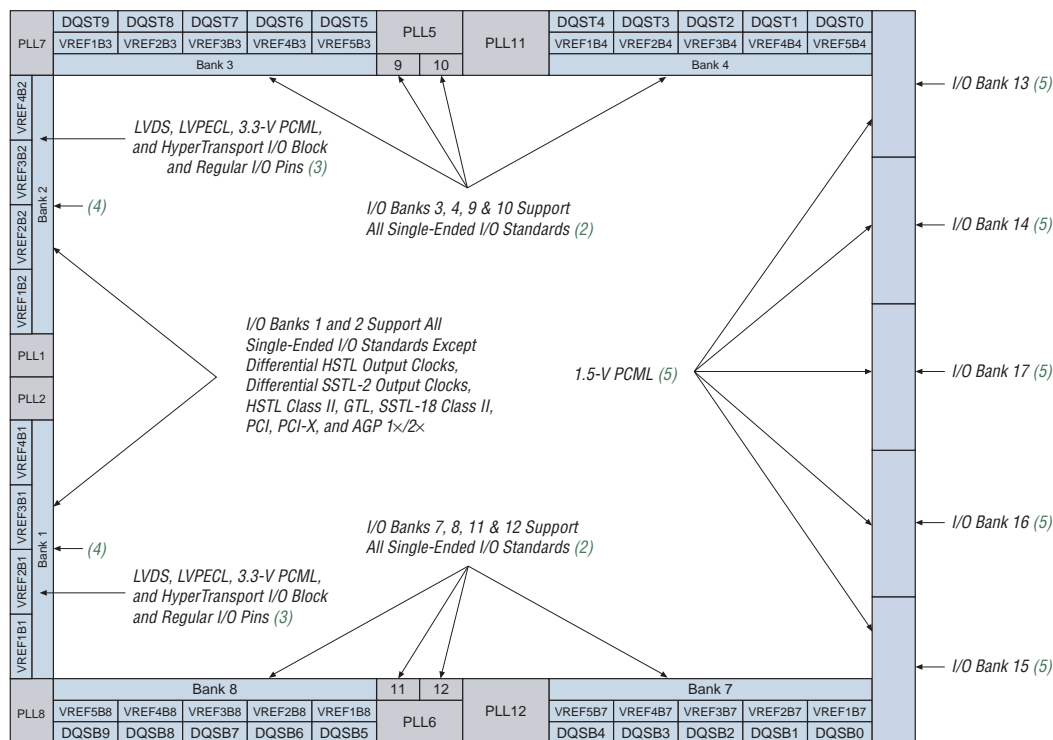 PLL7
DQST9 DQST8 DQST7 DQST6 DQST5
VREF1B3 VREF2B3 VREF3B3 VREF4B3 VREF5B3
Bank 3
PLL5
9 10
PLL11
DQST4 DQST3 DQST2 DQST1 DQST0
VREF1B4 VREF2B4 VREF3B4 VREF4B4 VREF5B4
Bank 4
VREF4B2
VREF3B2
VREF2B2
VREF1B2
Bank 2
LVDS, LVPECL, 3.3-V PCML,
and HyperTransport I/O Block
and Regular I/O Pins (3)
(4)
I/O Banks 3, 4, 9 & 10 Support
All Single-Ended I/O Standards (2)
I/O Bank 13 (5)
I/O Bank 14 (5)
PLL1
PLL2
I/O Banks 1 and 2 Support All
Single-Ended I/O Standards Except
Differential HSTL Output Clocks,
Differential SSTL-2 Output Clocks,
HSTL Class II, GTL, SSTL-18 Class II,
PCI, PCI-X, and AGP 1×/2×
1.5-V PCML (5)
I/O Bank 17 (5)
VREF4B1
VREF3B1
VREF2B1
VREF1B1
Bank 1
(4)
LVDS, LVPECL, 3.3-V PCML,
and HyperTransport I/O Block
and Regular I/O Pins (3)
I/O Banks 7, 8, 11 & 12 Support
All Single-Ended I/O Standards (2)
I/O Bank 16 (5)
I/O Bank 15 (5)
PLL8
Bank 8
VREF5B8 VREF4B8 VREF3B8 VREF2B8 VREF1B8
DQSB9 DQSB8 DQSB7 DQSB6 DQSB5
11 12
PLL6
PLL12
Bank 7
VREF5B7 VREF4B7 VREF3B7 VREF2B7 VREF1B7
DQSB4 DQSB3 DQSB2 DQSB1 DQSB0